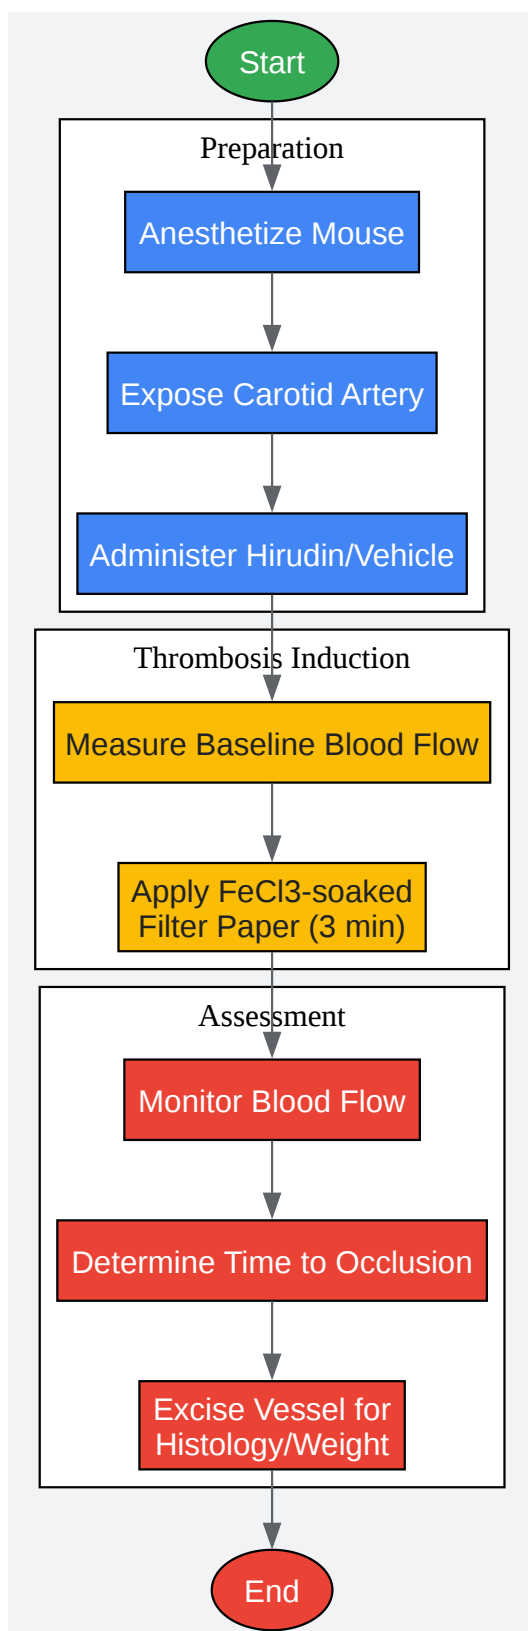 Start
Preparation
Anesthetize Mouse
Expose Carotid Artery
Administer Hirudin/Vehicle
Thrombosis Induction
Measure Baseline Blood Flow
Apply FeCl3-soaked
Filter Paper (3 min)
Assessment
Monitor Blood Flow
Determine Time to Occlusion
Excise Vessel for
Histology/Weight
End